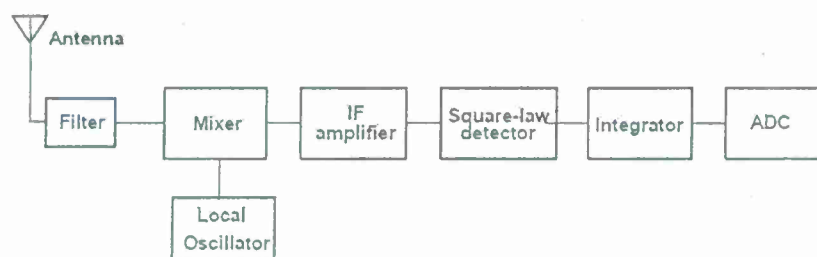 Antenna
Filter
Mixer
IF
amplifier
Square-law
detector
Integrator
ADC
Local
Oscillator